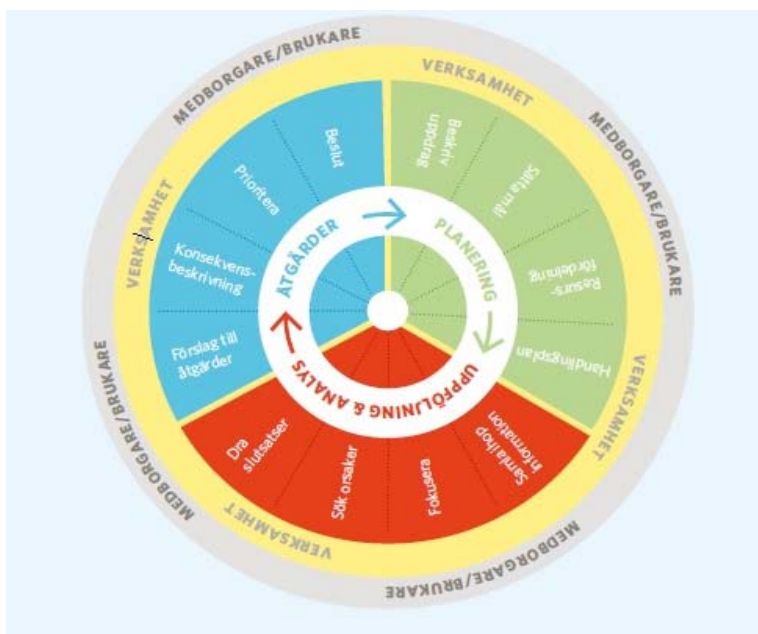 MEDBORGARE/BRUKARE
MEDBORGARE/BRUKARE
MEDBORGARE/BRUKARE
MEDBORGARE/BRUKARE
VERKSAMHET
VERKSAMHET
VERKSAMHET
VERKSAMHET
PLANERING
Beskriv
uppdrag
Sätta mål
Resurs-
fördelning
Handlingsplan
UPPFÖLJNING & ANALYS
Samla ihop
information
Fokusera
Sök orsaker
Dra
slutsatser
ÅTGÄRDER
Förslag till
åtgärder
Konsekvens-
beskrivning
Prioritera
Beslut